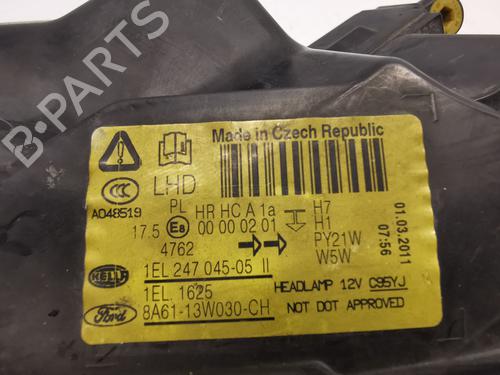 B-PARTS
Made in Czech Republic
CCC
A048519
LHD
PL HR HC A 1a
17.5 E8 00 00 02 01
4762
H7
H1
PY21W
W5W
01.03.2011
07:56
HELLA 1EL 247 045-05 II
1EL. 1625 HEADLAMP 12V C95YJ
Ford 8A61-13W030-CH NOT DOT APPROVED